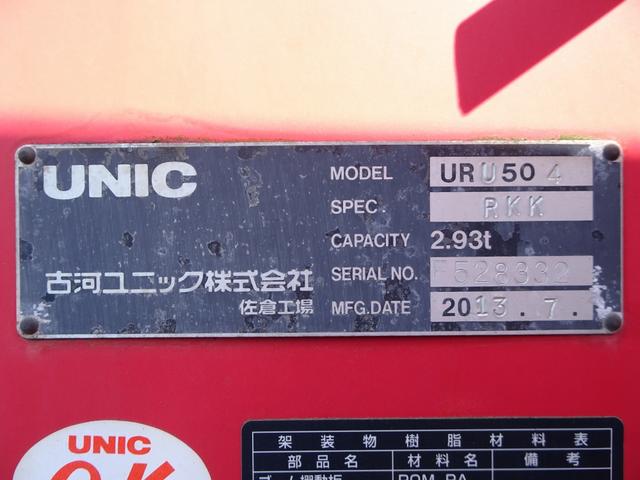 UNIC
MODEL URU504
SPEC. RKK
CAPACITY 2.93t
SERIAL NO. F528332
MFG.DATE 2013.7.
古河ユニック株式会社
佐倉工場
UNIC
OK
架装物樹脂材料表
部品名 材料名 備考
POM, PA